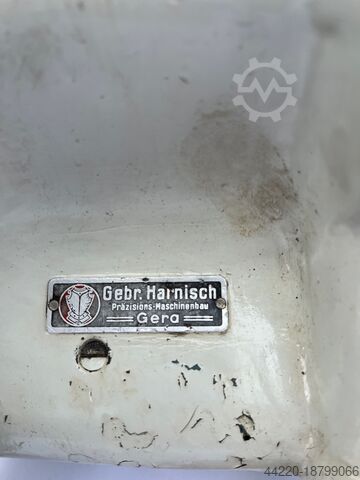 Gebr. Harnisch
Präzisions-Maschinenbau
Gera
44220-18799066